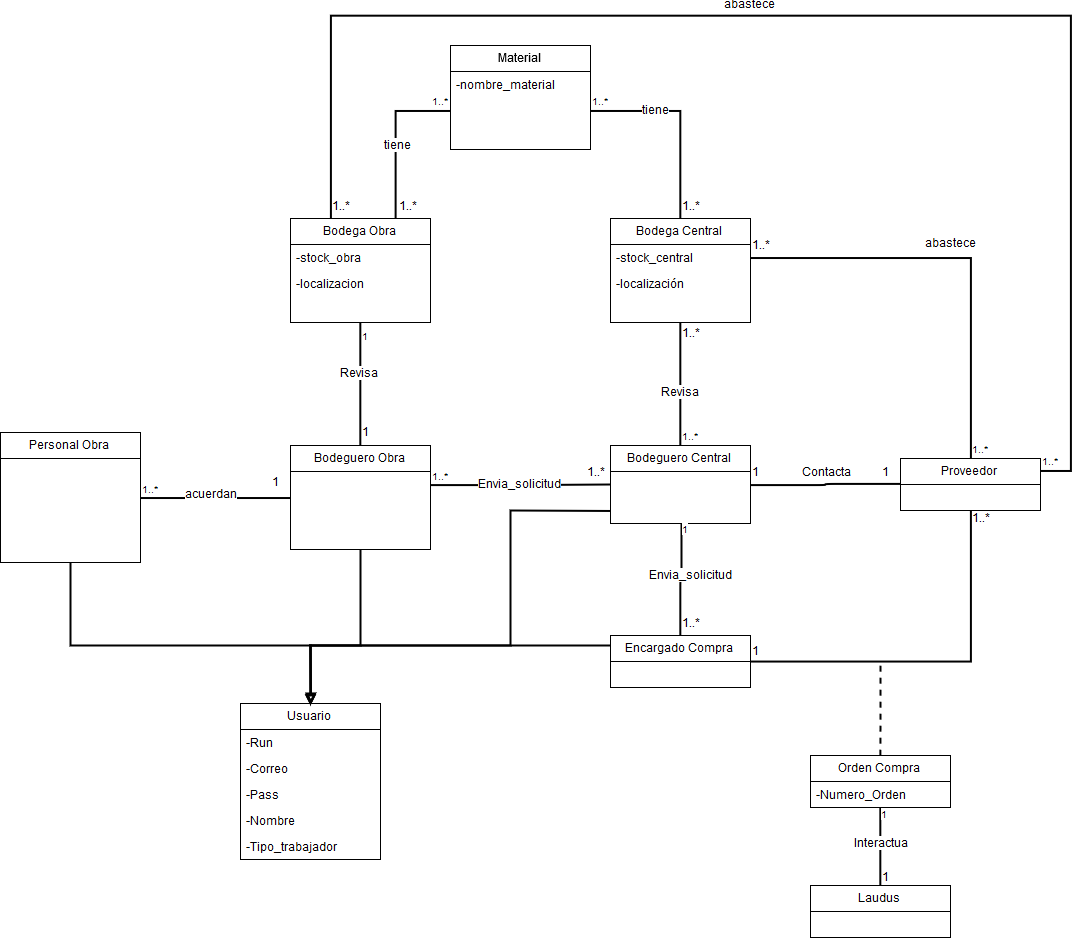 abastece
Material
-nombre_material
1..*
1..*
tiene
tiene
1..*
1..*
1..*
Bodega Obra
-stock_obra
-localizacion
Bodega Central
-stock_central
-localización
1..*
abastece
1
Revisa
1
1..*
Revisa
1..*
Personal Obra
1..*
acuerdan
1
Bodeguero Obra
1..*
Envia_solicitud
1..*
Bodeguero Central
1
Contacta
1
1..*
Proveedor
1..*
1..*
1
Envia_solicitud
1..*
Encargado Compra
1
Usuario
-Run
-Correo
-Pass
-Nombre
-Tipo_trabajador
Orden Compra
-Numero_Orden
1
Interactua
1
Laudus